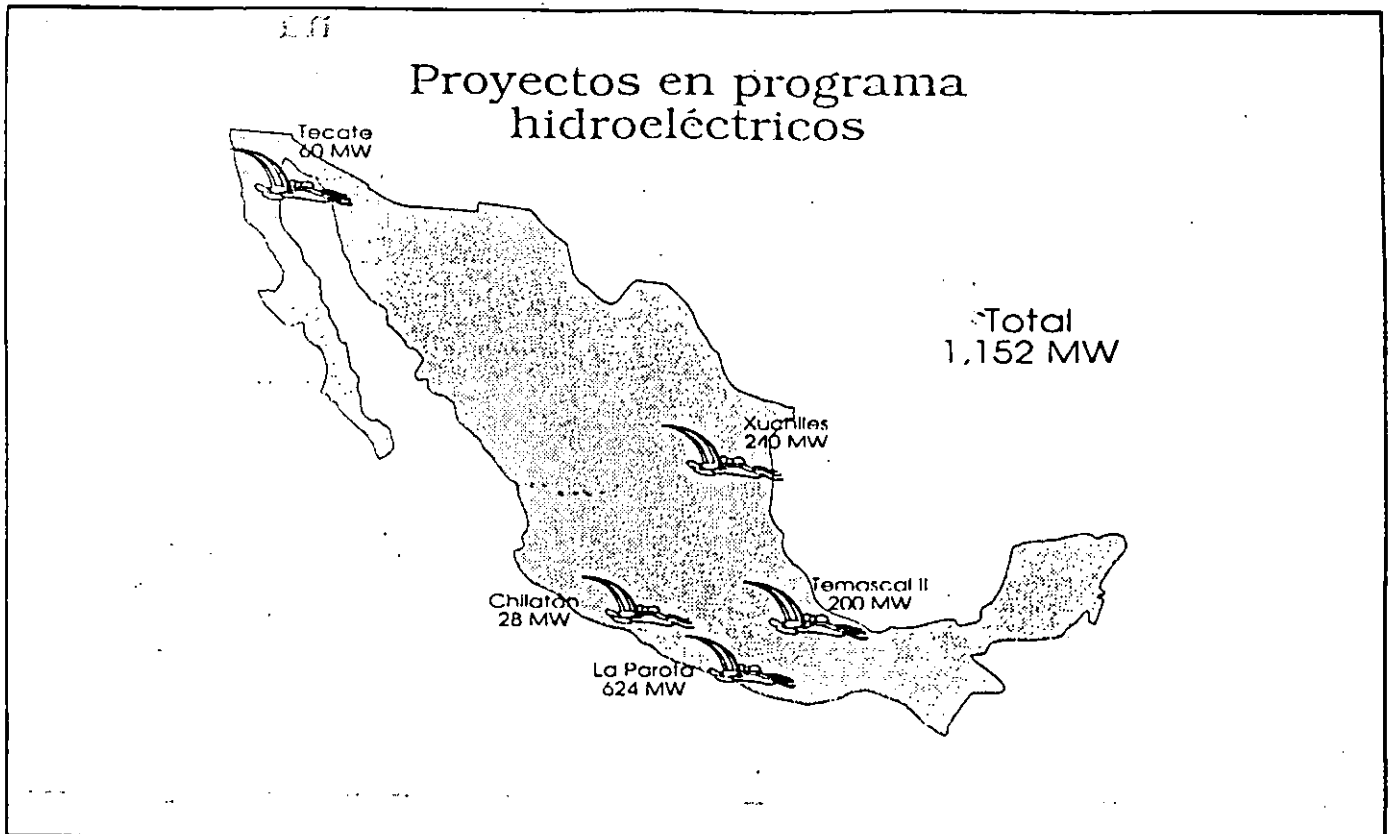 Proyectos en programa
hidroeléctricos
Tecate
60 MW
Total
1,152 MW
Xuchiles
240 MW
Chilatán
28 MW
Temascal II
200 MW
La Parota
624 MW